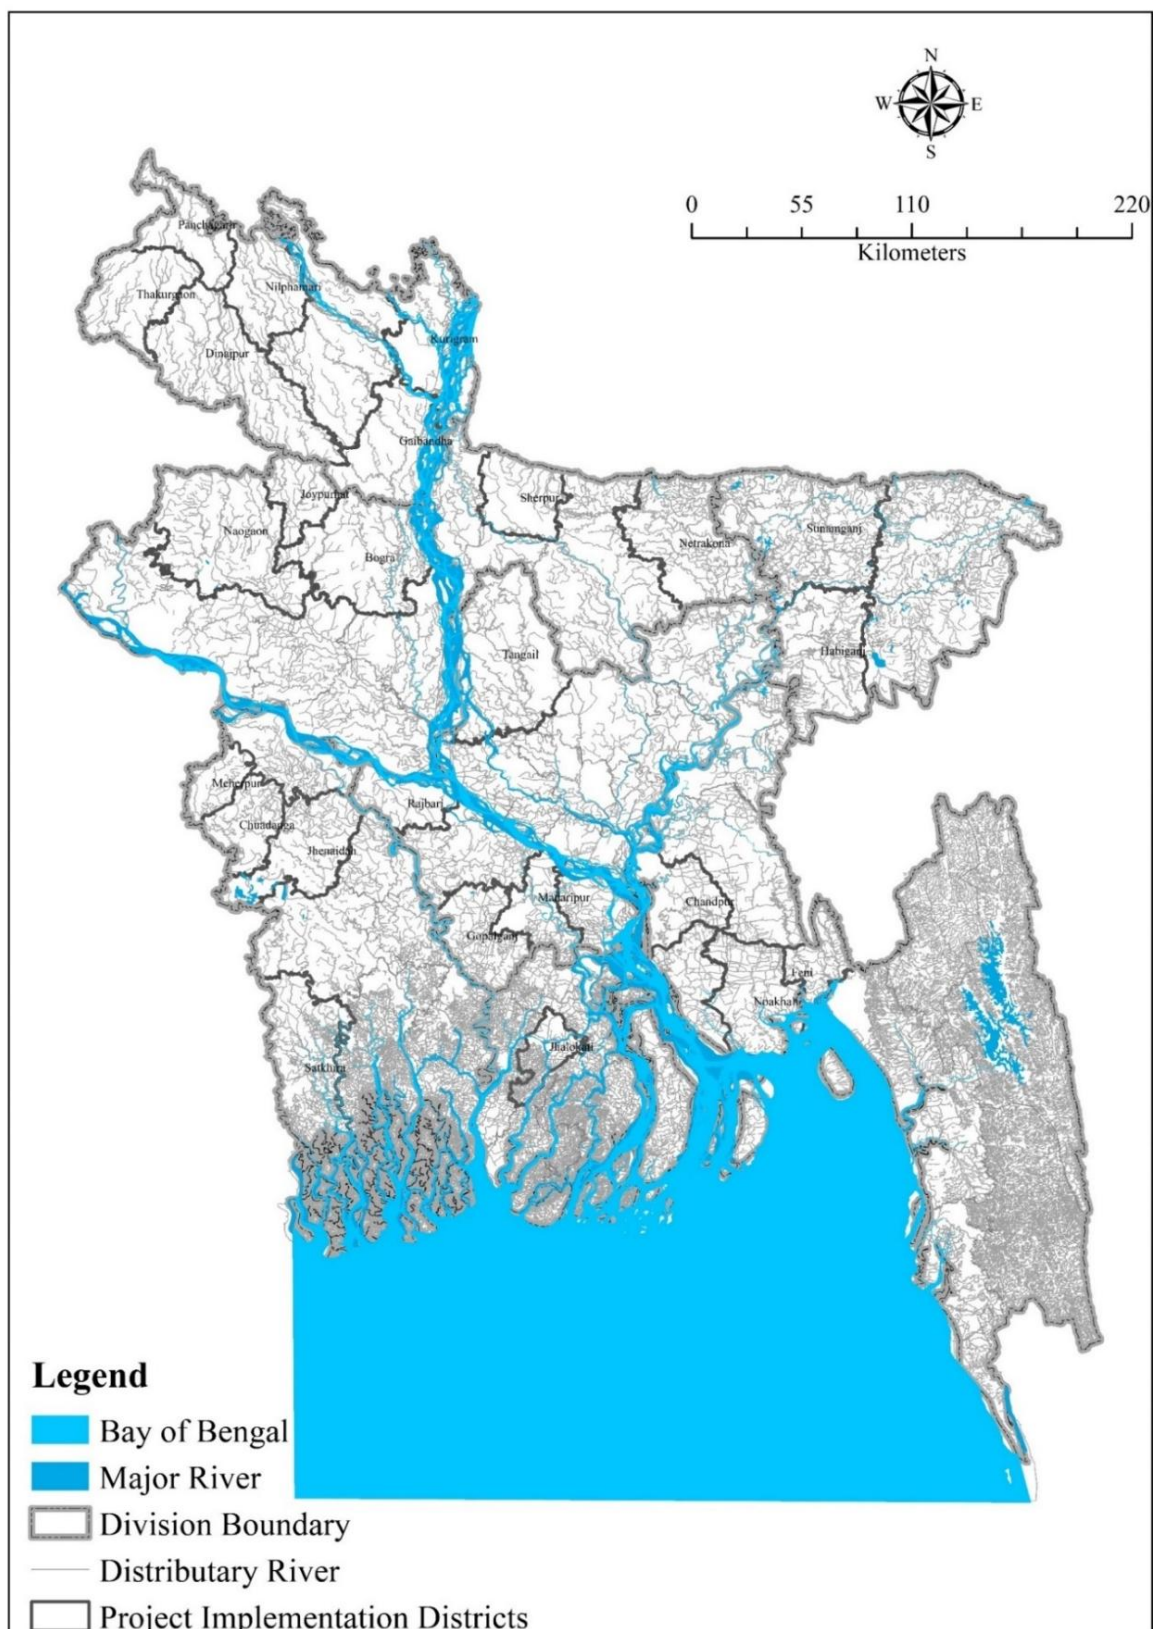 N
W E
S
0 55 110 220
Kilometers
Panchagarh
Nilphamari
Thakurgaon
Kurigram
Dinajpur
Gaibandha
Joypurhat
Sherpur
Naogaon
Sunamganj
Netrakona
Bogra
Tangail
Habiganj
Meherpur
Rajbari
Chuadanga
Jhenaidah
Madaripur
Chandpur
Gopalganj
Feni
Noakhali
Jhalokati
Satkhira
Legend
Bay of Bengal
Major River
Division Boundary
Distributary River
Project Implementation Districts